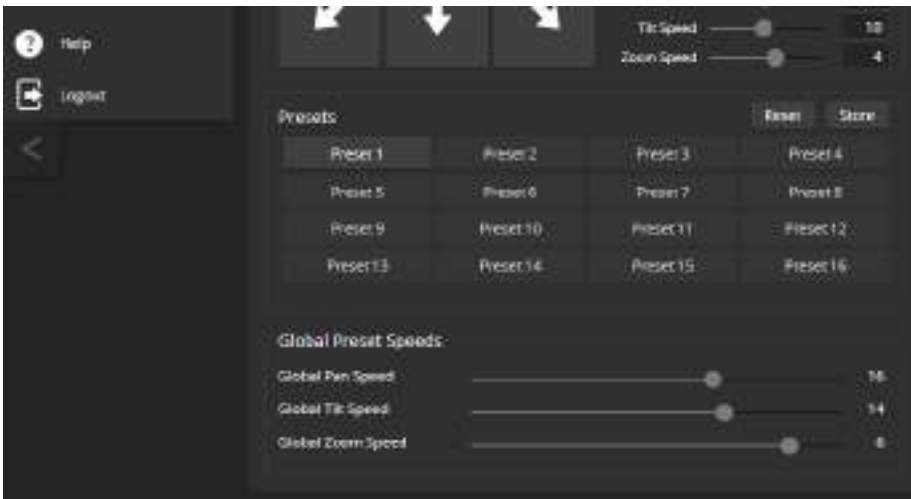 Tilt Speed 10
Help
Zoom Speed 4
Logout
Presets Reset Store
Preset 1 Preset 2 Preset 3 Preset 4
Preset 5 Preset 6 Preset 7 Preset 8
Preset 9 Preset 10 Preset 11 Preset 12
Preset 13 Preset 14 Preset 15 Preset 16
Global Preset Speeds
Global Pan Speed 16
Global Tilt Speed 14
Global Zoom Speed